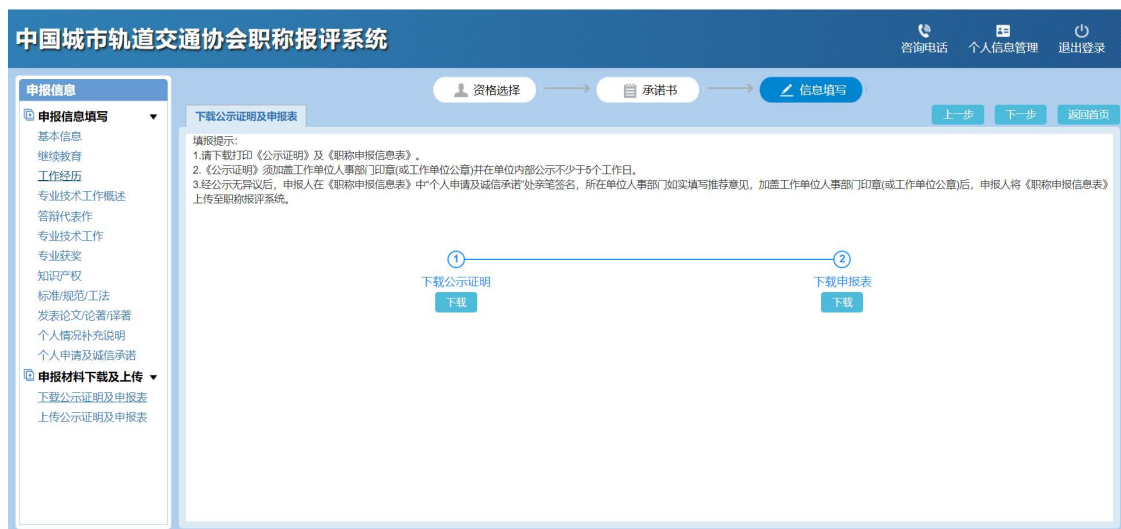 中国城市轨道交通协会职称报评系统
咨询电话 个人信息管理 退出登录
申报信息
资格选择 承诺书 信息填写
申报信息填写
基本信息
继续教育
工作经历
专业技术工作概述
答辩代表作
专业技术工作
专业获奖
知识产权
标准/规范/工法
发表论文/论著/译著
个人情况补充说明
个人申请及诚信承诺
申报材料下载及上传
下载公示证明及申报表
上传公示证明及申报表
下载公示证明及申报表
上一步 下一步 返回首页
填报提示:
1.请下载打印《公示证明》及《职称申报信息表》。
2.《公示证明》须加盖工作单位人事部门印章(或工作单位公章)并在单位内部公示不少于5个工作日。
3.经公示无异议后，申报人在《职称申报信息表》中“个人申请及诚信承诺”处亲笔签名，所在单位人事部门如实填写推荐意见，加盖工作单位人事部门印章(或工作单位公章)后，申报人将《职称申报信息表》
上传至职称报评系统。
1 2
下载公示证明 下载申报表
下载 下载